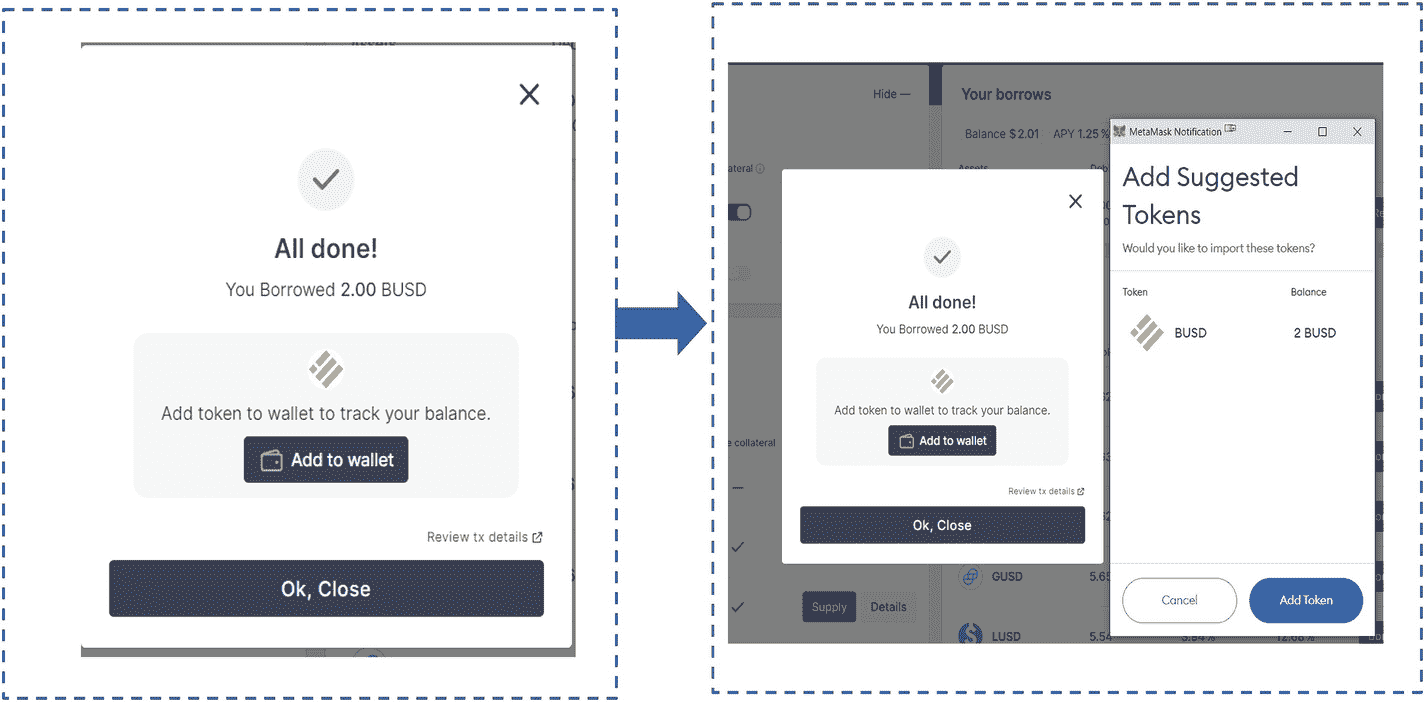 All done!
You Borrowed 2.00 BUSD
Add token to wallet to track your balance.
Add to wallet
Review tx details
Ok, Close
Hide —
Your borrows
Balance $2.01 APY 1.25 %
Assets
ateral
All done!
You Borrowed 2.00 BUSD
Add token to wallet to track your balance.
Add to wallet
e collateral
Review tx details
Ok, Close
GUSD 5.65
Supply Details
LUSD 5.54
MetaMask Notification
Add Suggested
Tokens
Would you like to import these tokens?
Token Balance
BUSD 2 BUSD
Cancel Add Token